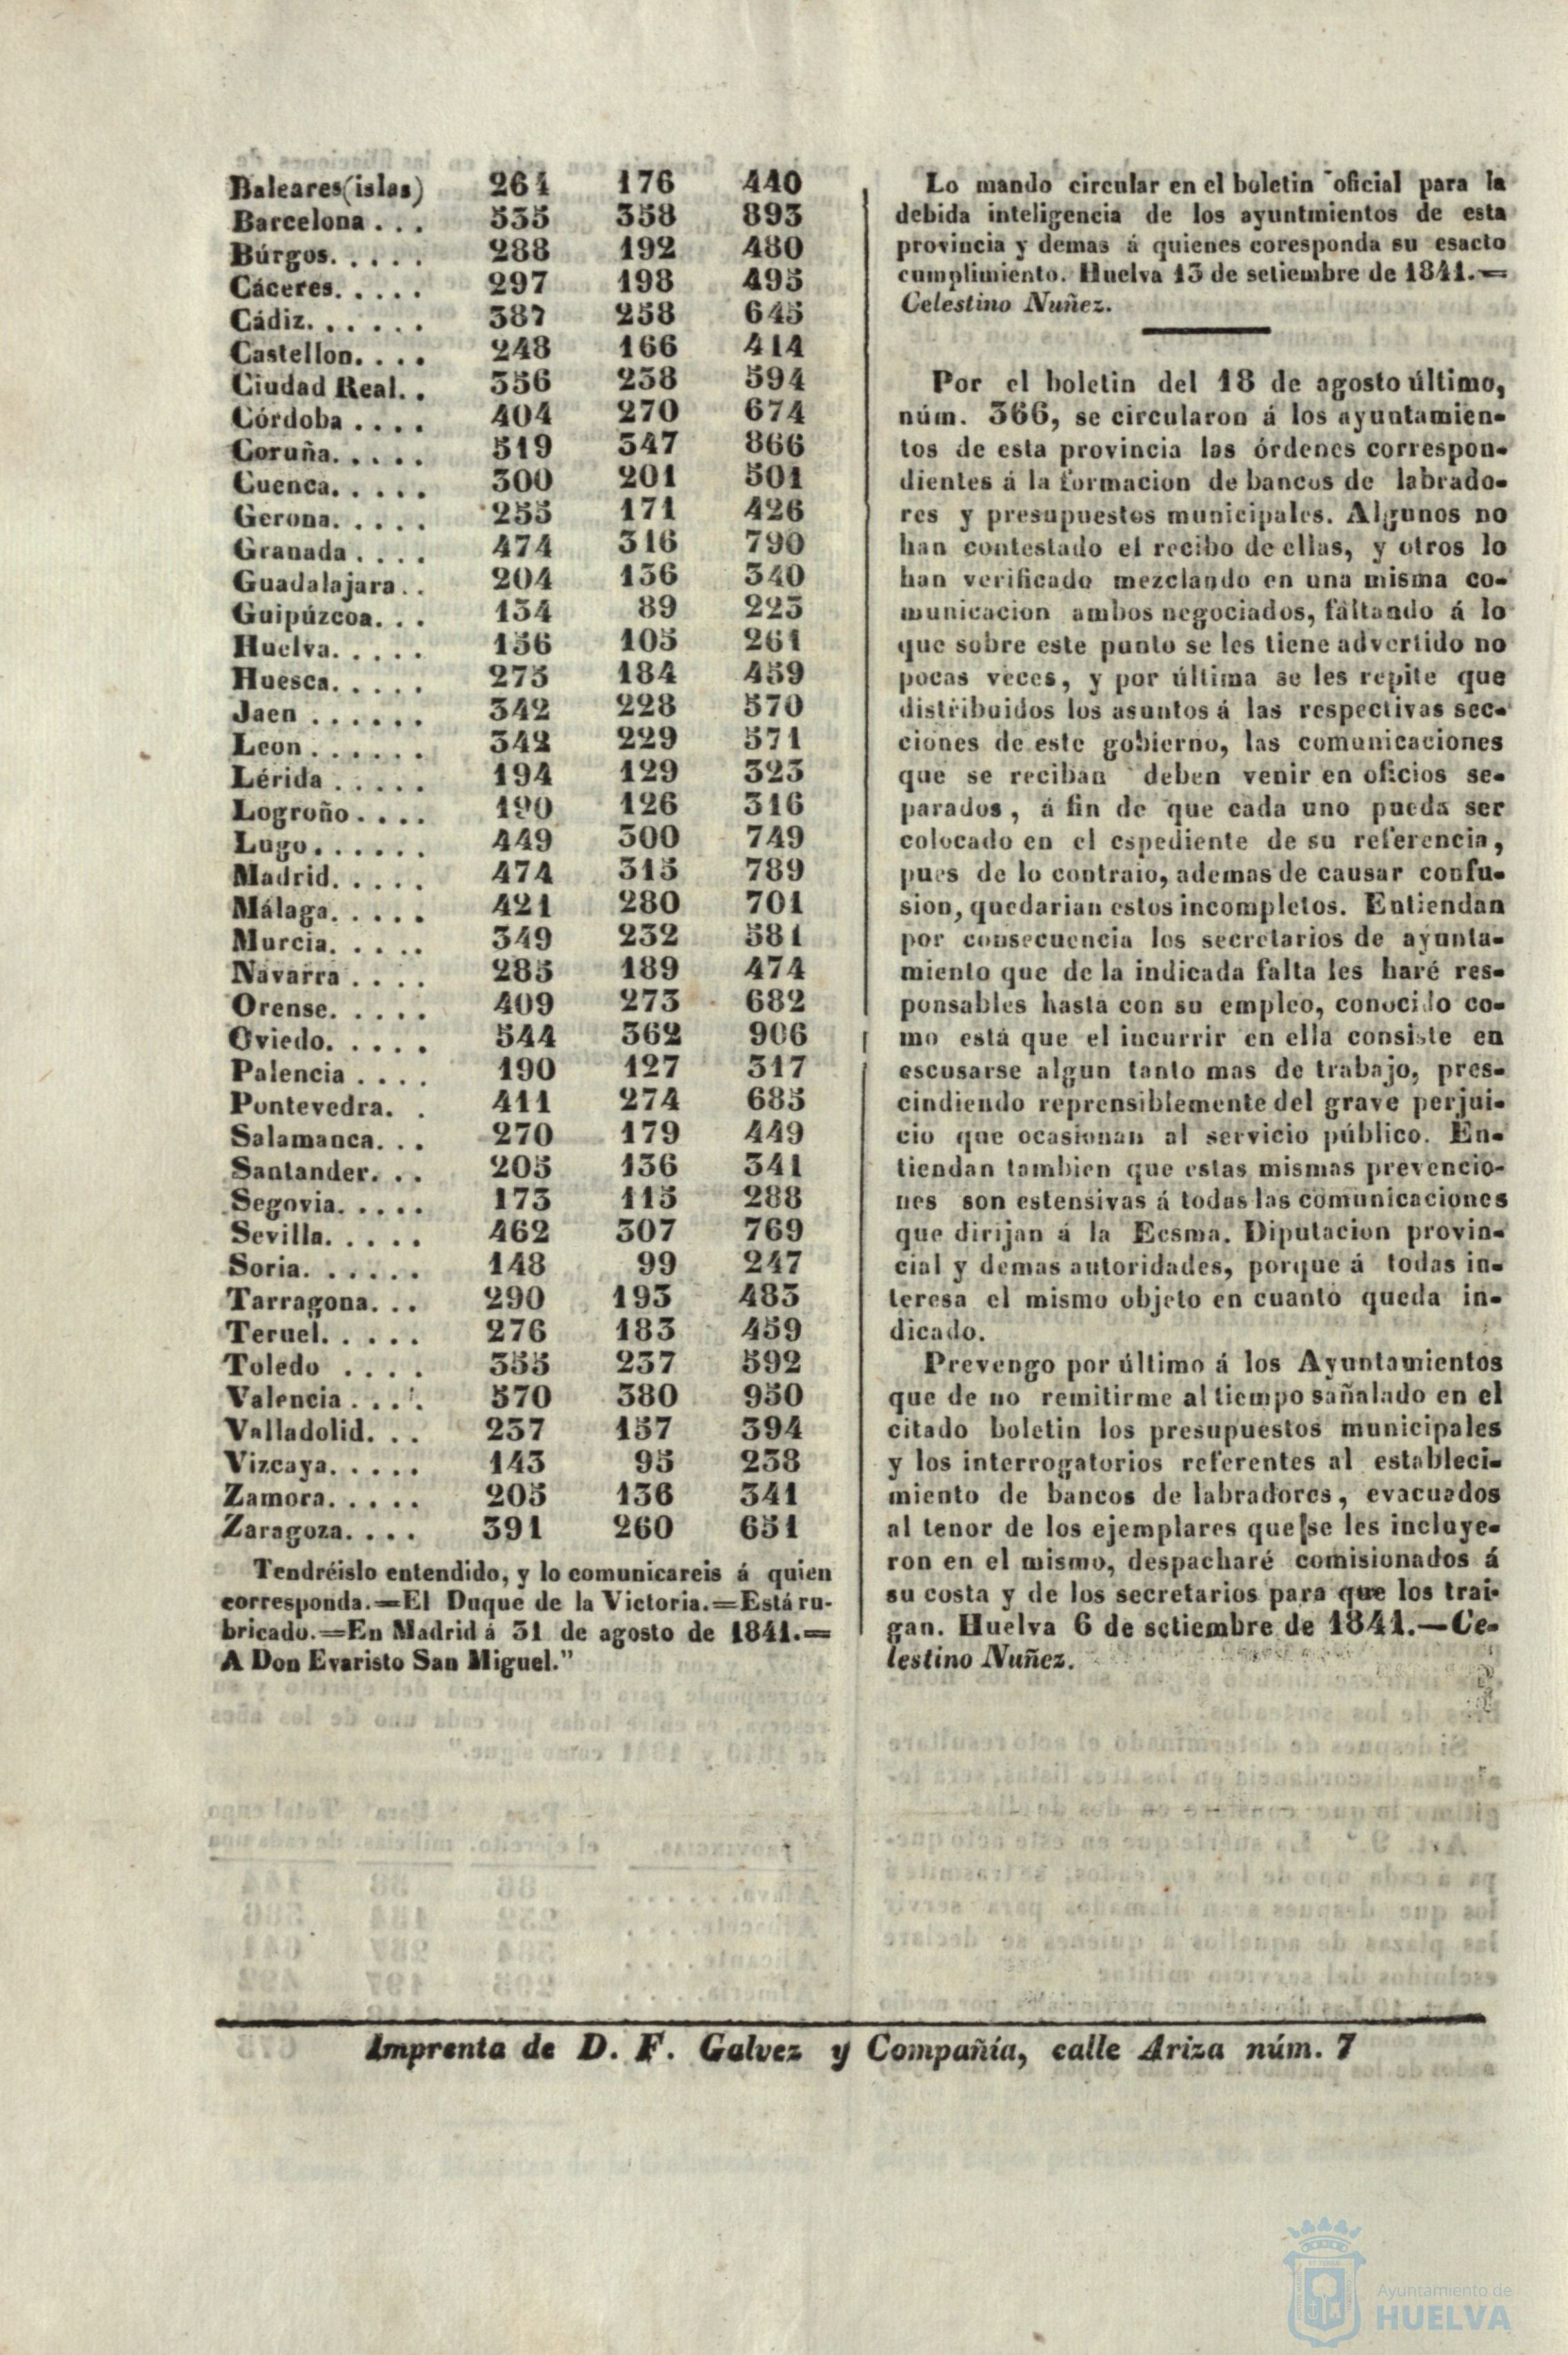 Baleares(islas) 264 176 440
Barcelona . . . 535 358 893
Búrgos. . . . . 288 192 480
Cáceres. . . . . 297 198 495
Cádiz. . . . . . 387 258 645
Castellon. . . . 248 166 414
Ciudad Real. . 356 238 594
Córdoba . . . . 404 270 674
Coruña. . . . . 519 347 866
Cuenca. . . . . 300 201 501
Gerona. . . . . 255 171 426
Granada . . . . 474 316 790
Guadalajara . . 204 136 340
Guipúzcoa. . . 134 89 223
Huelva. . . . . 156 105 261
Huesca. . . . . 275 184 459
Jaen . . . . . . 342 228 570
Leon . . . . . . 342 229 571
Lérida . . . . . 194 129 323
Logroño . . . . 190 126 316
Lugo . . . . . . 449 300 749
Madrid. . . . . 474 315 789
Málaga. . . . . 421 280 701
Murcia. . . . . 349 232 581
Navarra . . . . 285 189 474
Orense. . . . . 409 273 682
Oviedo. . . . . 544 362 906
Palencia . . . . 190 127 317
Pontevedra. . 411 274 685
Salamanca. . . 270 179 449
Santander. . . 205 136 341
Segovia. . . . . 173 115 288
Sevilla. . . . . 462 307 769
Soria. . . . . . 148 99 247
Tarragona. . . 290 193 483
Teruel. . . . . 276 183 459
Toledo . . . . 355 237 592
Valencia . . . . 570 380 950
Valladolid. . . 237 157 394
Vizcaya. . . . . 143 95 238
Zamora. . . . . 205 136 341
Zaragoza. . . . 391 260 651
Tendréislo entendido, y lo comunicareis á quien
corresponda.=El Duque de la Victoria.=Está ru-
bricado.=En Madrid á 31 de agosto de 1841.=
A Don Evaristo San Miguel."
Lo mando circular en el boletin oficial para la
debida inteligencia de los ayuntmientos de esta
provincia y demas á quienes coresponda su esacto
cumplimiento. Huelva 13 de setiembre de 1841.=
Celestino Nuñez.
Por el boletin del 18 de agosto último,
núm. 366, se circularon á los ayuntamien-
tos de esta provincia las órdenes correspon-
dientes á la formacion de bancos de labrado-
res y presupuestos municipales. Algunos no
han contestado el recibo de ellas, y otros lo
han verificado mezclando en una misma co-
municacion ambos negociados, faltando á lo
que sobre este punto se les tiene advertido no
pocas veces, y por última se les repite que
distribuidos los asuntos á las respectivas sec-
ciones de este gobierno, las comunicaciones
que se reciban deben venir en oficios se-
parados, á fin de que cada uno pueda ser
colocado en el espediente de su referencia,
pues de lo contraio, ademas de causar confu-
sion, quedarian estos incompletos. Entiendan
por consecuencia los secretarios de ayunta-
miento que de la indicada falta les haré res-
ponsables hasta con su empleo, conocido co-
mo está que el incurrir en ella consiste en
escusarse algun tanto mas de trabajo, pres-
cindiendo reprensiblemente del grave perjui-
cio que ocasionan al servicio público. En-
tiendan tambien que estas mismas prevencio-
nes son estensivas á todas las comunicaciones
que dirijan á la Ecsma. Diputacion provin-
cial y demas autoridades, porque á todas in-
teresa el mismo objeto en cuanto queda in-
dicado.
Prevengo por último á los Ayuntamientos
que de no remitirme al tiempo sañalado en el
citado boletin los presupuestos municipales
y los interrogatorios referentes al estableci-
miento de bancos de labradores, evacuados
al tenor de los ejemplares que se les incluye-
ron en el mismo, despacharé comisionados á
su costa y de los secretarios para que los trai-
gan. Huelva 6 de setiembre de 1841.—Ce-
lestino Nuñez.
Imprenta de D. F. Galvez y Compañía, calle Ariza núm. 7
Ayuntamiento de
HUELVA